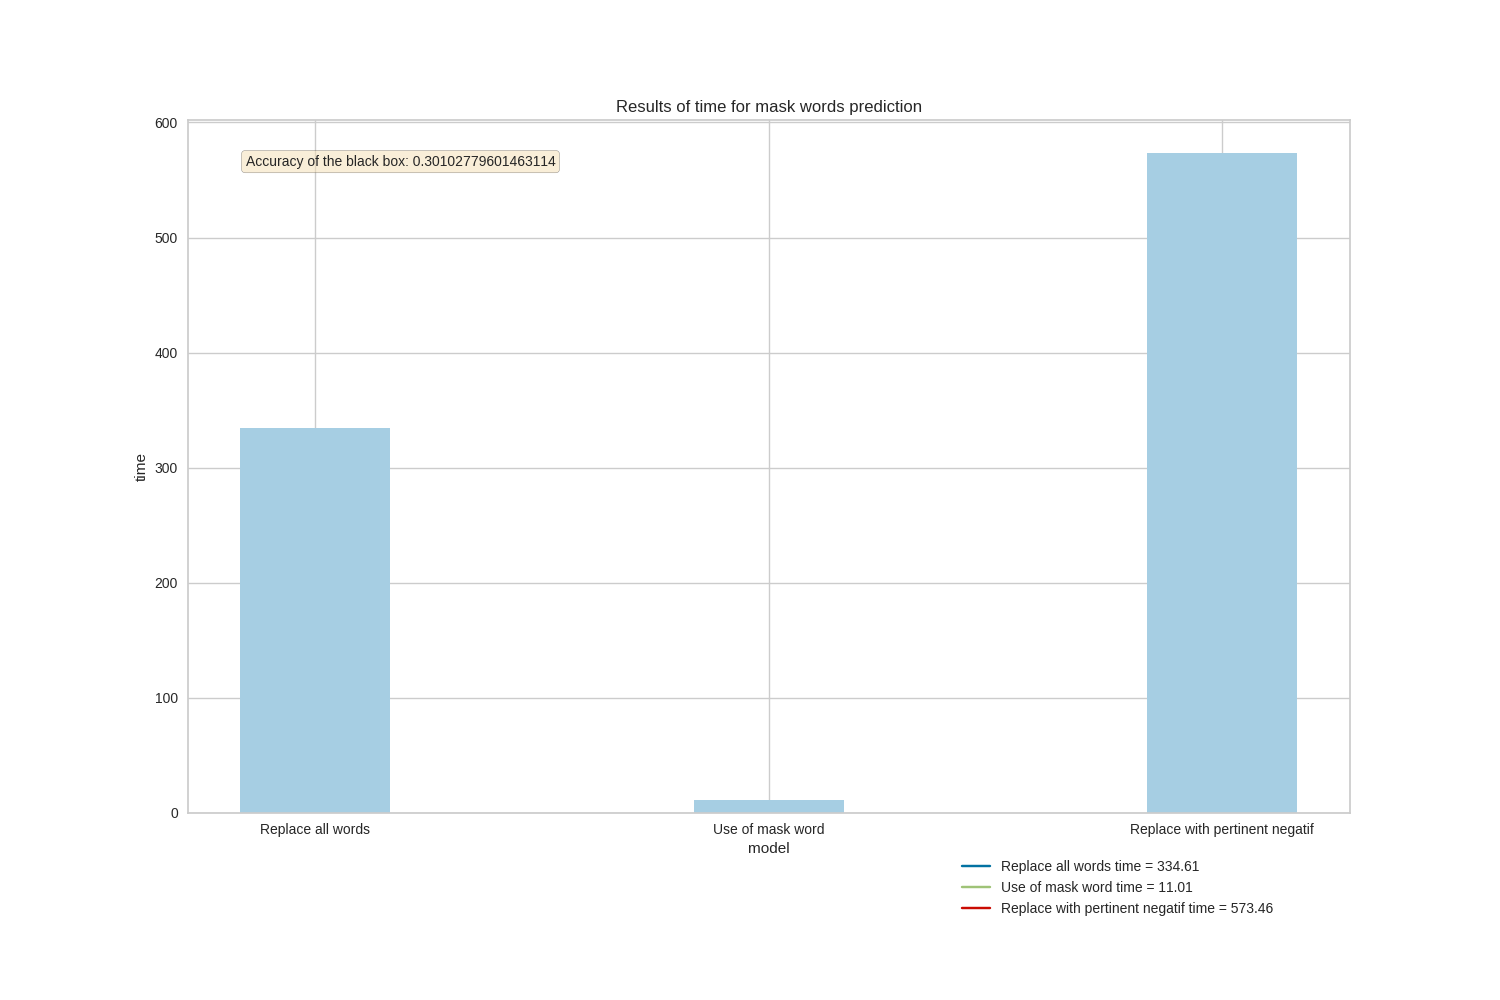 Results of time for mask words prediction
600
Accuracy of the black box: 0.30102779601463114
500
400
time
300
200
100
0
Replace all words
Use of mask word
Replace with pertinent negatif
model
Replace all words time = 334.61
Use of mask word time = 11.01
Replace with pertinent negatif time = 573.46